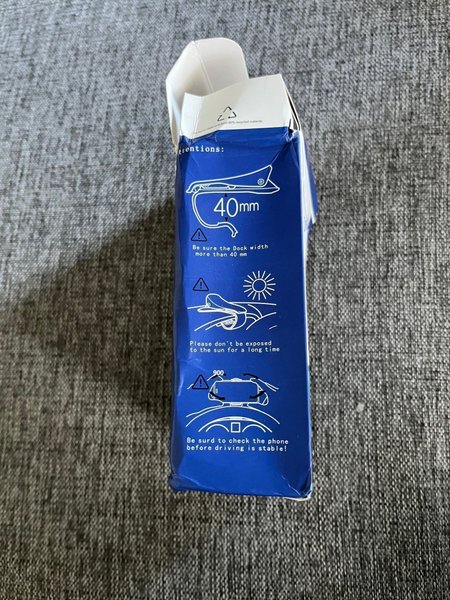 ttentions:
40mm
Be sure the Dock width
more than 40 mm
Please don't be exposed
to the sun for a long time
900
Be surd to check the phone
before driving is stable!